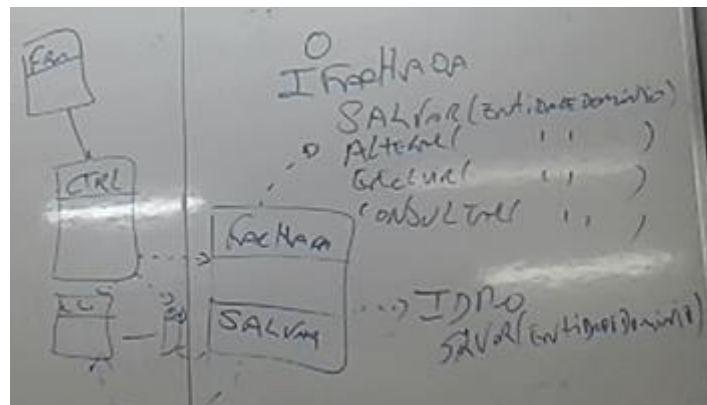 IFACHADA
SALVAR(ENTIDADEDOMINIO)
ALTERAR( ,, )
EXCLUIR( ,, )
CONSULTAR( ,, )
CTRL
FACHADA
SALVAR
IDAO
SALVAR(ENTIDADEDOMINIO)